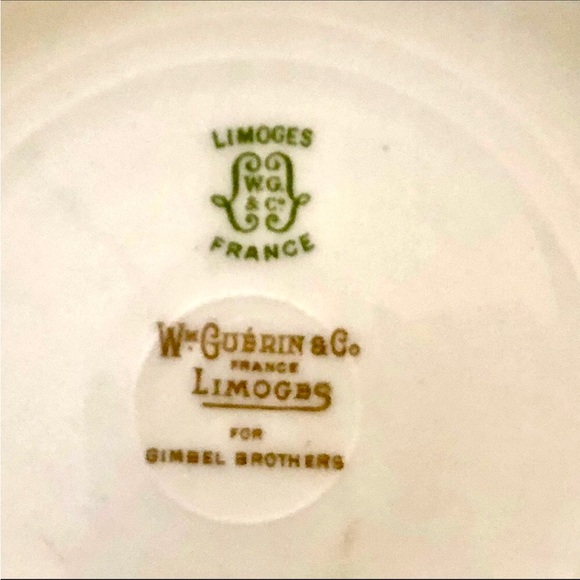 LIMOGES
W.G.
& Co
FRANCE
Wm. GUÉRIN & Co
FRANCE
LIMOGES
FOR
GIMBEL BROTHERS